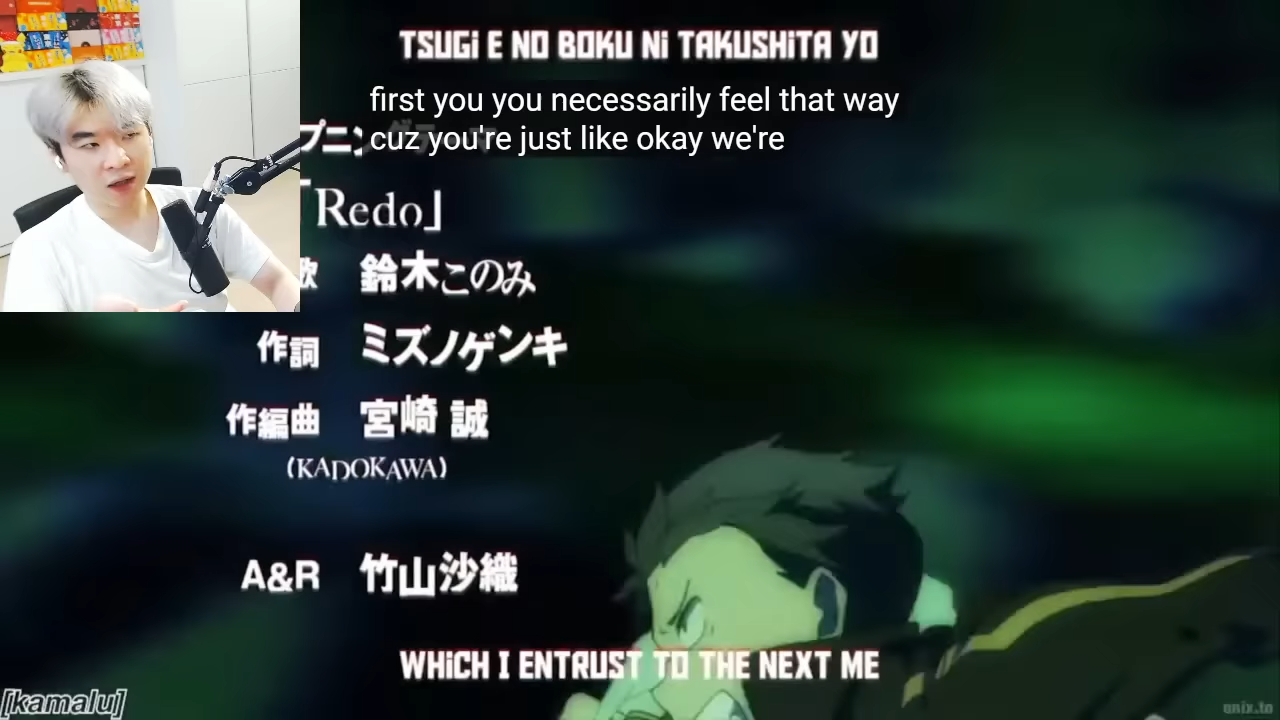 TSUGi E NO BOKU Ni TAKUSHiTA YO
first you you necessarily feel that way
cuz you're just like okay we're
「Redo」
歌 鈴木このみ
作詞 ミズノゲンキ
作編曲 宮崎 誠
(KADOKAWA)
A&R 竹山沙織
WHiCH I ENTRUST TO THE NEXT ME
[kamalu]